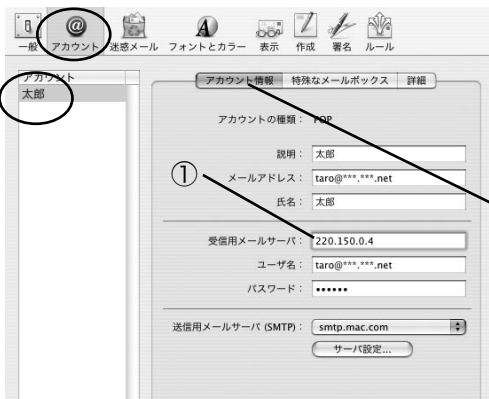 一般 アカウント 迷惑メール フォントとカラー 表示 作成 署名 ルール
アカウント
太郎
アカウント情報 特殊なメールボックス 詳細
アカウントの種類： POP
説明： 太郎
①
メールアドレス： taro@***.***.net
氏名： 太郎
受信用メールサーバ： 220.150.0.4
ユーザ名： taro@***.***.net
パスワード： ••••••
送信用メールサーバ (SMTP)： smtp.mac.com
サーバ設定...